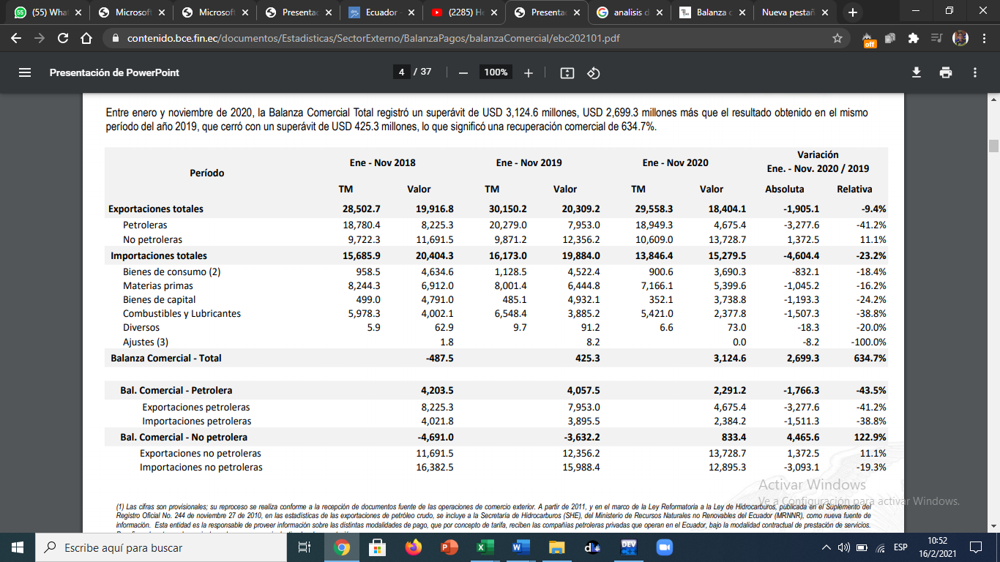 (55) What
Microsoft
Microsoft
Presentac
Ecuador
(2285) He
Presentac
analisis d
Balanza c
Nueva pestañ
contenido.bce.fin.ec/documentos/Estadisticas/SectorExterno/BalanzaPagos/balanzaComercial/ebc202101.pdf
off
Presentación de PowerPoint
4 / 37
100%
Entre enero y noviembre de 2020, la Balanza Comercial Total registró un superávit de USD 3,124.6 millones, USD 2,699.3 millones más que el resultado obtenido en el mismo
período del año 2019, que cerró con un superávit de USD 425.3 millones, lo que significó una recuperación comercial de 634.7%.
Período Ene - Nov 2018 Ene - Nov 2019 Ene - Nov 2020 Variación
Ene. - Nov. 2020 / 2019
TM Valor TM Valor TM Valor Absoluta Relativa
Exportaciones totales 28,502.7 19,916.8 30,150.2 20,309.2 29,558.3 18,404.1 -1,905.1 -9.4%
Petroleras 18,780.4 8,225.3 20,279.0 7,953.0 18,949.3 4,675.4 -3,277.6 -41.2%
No petroleras 9,722.3 11,691.5 9,871.2 12,356.2 10,609.0 13,728.7 1,372.5 11.1%
Importaciones totales 15,685.9 20,404.3 16,173.0 19,884.0 13,846.4 15,279.5 -4,604.4 -23.2%
Bienes de consumo (2) 958.5 4,634.6 1,128.5 4,522.4 900.6 3,690.3 -832.1 -18.4%
Materias primas 8,244.3 6,912.0 8,001.4 6,444.8 7,166.1 5,399.6 -1,045.2 -16.2%
Bienes de capital 499.0 4,791.0 485.1 4,932.1 352.1 3,738.8 -1,193.3 -24.2%
Combustibles y Lubricantes 5,978.3 4,002.1 6,548.4 3,885.2 5,421.0 2,377.8 -1,507.3 -38.8%
Diversos 5.9 62.9 9.7 91.2 6.6 73.0 -18.3 -20.0%
Ajustes (3) 1.8 8.2 0.0 -8.2 -100.0%
Balanza Comercial - Total -487.5 425.3 3,124.6 2,699.3 634.7%
Bal. Comercial - Petrolera 4,203.5 4,057.5 2,291.2 -1,766.3 -43.5%
Exportaciones petroleras 8,225.3 7,953.0 4,675.4 -3,277.6 -41.2%
Importaciones petroleras 4,021.8 3,895.5 2,384.2 -1,511.3 -38.8%
Bal. Comercial - No petrolera -4,691.0 -3,632.2 833.4 4,465.6 122.9%
Exportaciones no petroleras 11,691.5 12,356.2 13,728.7 1,372.5 11.1%
Importaciones no petroleras 16,382.5 15,988.4 12,895.3 -3,093.1 -19.3%
Activar Windows
Ve a Configuración para activar Windows.
(1) Las cifras son provisionales; su reproceso se realiza conforme a la recepción de documentos fuente de las operaciones de comercio exterior. A partir de 2011, y en el marco de la Ley Reformatoria a la Ley de Hidrocarburos, publicada en el Suplemento del
Registro Oficial No. 244 de noviembre 27 de 2010, en las estadísticas de las exportaciones de petróleo crudo, se incluye a la Secretaría de Hidrocarburos (SHE), del Ministerio de Recursos Naturales no Renovables del Ecuador (MRNNR), como nueva fuente de
información. Esta entidad es la responsable de proveer información sobre las distintas modalidades de pago, que por concepto de tarifa, reciben las compañías petroleras privadas que operan en el Ecuador, bajo la modalidad contractual de prestación de servicios.
Escribe aquí para buscar
DEV
ESP
10:52
16/2/2021